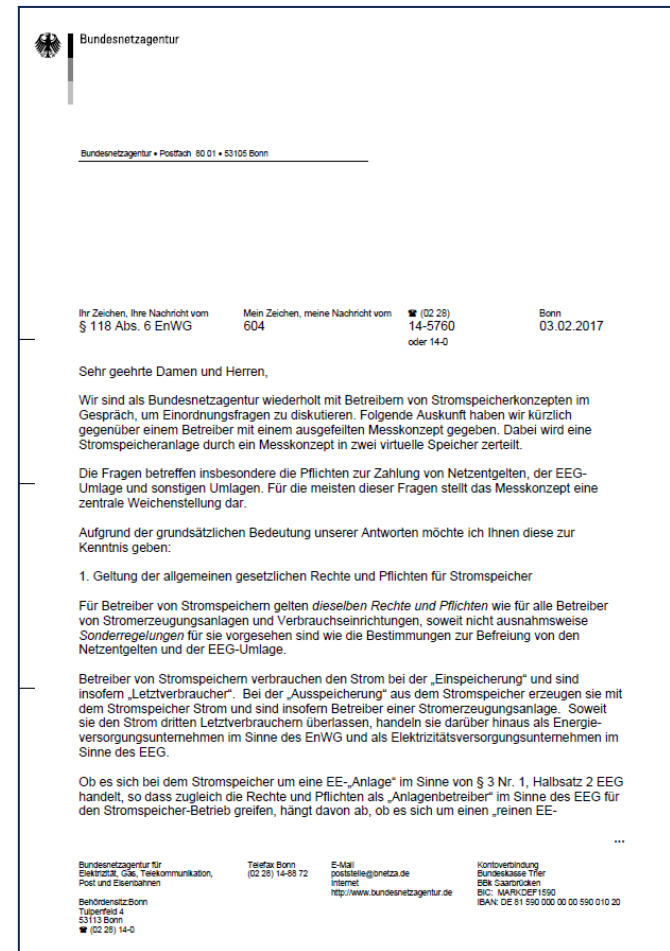 Bundesnetzagentur
Bundesnetzagentur • Postfach 80 01 • 53105 Bonn
Ihr Zeichen, Ihre Nachricht vom Mein Zeichen, meine Nachricht vom ☎ (02 28) Bonn
§ 118 Abs. 6 EnWG 604 14-5760 03.02.2017
oder 14-0
Sehr geehrte Damen und Herren,
Wir sind als Bundesnetzagentur wiederholt mit Betreibern von Stromspeicherkonzepten im
Gespräch, um Einordnungsfragen zu diskutieren. Folgende Auskunft haben wir kürzlich
gegenüber einem Betreiber mit einem ausgefeilten Messkonzept gegeben. Dabei wird eine
Stromspeicheranlage durch ein Messkonzept in zwei virtuelle Speicher zerteilt.
Die Fragen betreffen insbesondere die Pflichten zur Zahlung von Netzentgelten, der EEG-
Umlage und sonstigen Umlagen. Für die meisten dieser Fragen stellt das Messkonzept eine
zentrale Weichenstellung dar.
Aufgrund der grundsätzlichen Bedeutung unserer Antworten möchte ich Ihnen diese zur
Kenntnis geben:
1. Geltung der allgemeinen gesetzlichen Rechte und Pflichten für Stromspeicher
Für Betreiber von Stromspeichern gelten dieselben Rechte und Pflichten wie für alle Betreiber
von Stromerzeugungsanlagen und Verbrauchseinrichtungen, soweit nicht ausnahmsweise
Sonderregelungen für sie vorgesehen sind wie die Bestimmungen zur Befreiung von den
Netzentgelten und der EEG-Umlage.
Betreiber von Stromspeichern verbrauchen den Strom bei der „Einspeicherung“ und sind
insofern „Letztverbraucher“. Bei der „Ausspeicherung“ aus dem Stromspeicher erzeugen sie mit
dem Stromspeicher Strom und sind insofern Betreiber einer Stromerzeugungsanlage. Soweit
sie den Strom dritten Letztverbrauchern überlassen, handeln sie darüber hinaus als Energie-
versorgungsunternehmen im Sinne des EnWG und als Elektrizitätsversorgungsunternehmen im
Sinne des EEG.
Ob es sich bei dem Stromspeicher um eine EE-„Anlage“ im Sinne von § 3 Nr. 1, Halbsatz 2 EEG
handelt, so dass zugleich die Rechte und Pflichten als „Anlagenbetreiber“ im Sinne des EEG für
den Stromspeicher-Betrieb greifen, hängt davon ab, ob es sich um einen „reinen EE-
...
Bundesnetzagentur für
Elektrizität, Gas, Telekommunikation,
Post und Eisenbahnen
Behördensitz:Bonn
Tulpenfeld 4
53113 Bonn
☎ (02 28) 14-0
Telefax Bonn
(02 28) 14-88 72
E-Mail
poststelle@bnetza.de
Internet
http://www.bundesnetzagentur.de
Kontoverbindung
Bundeskasse Trier
BBk Saarbrücken
BIC: MARKDEF1590
IBAN: DE 81 590 000 00 00 590 010 20